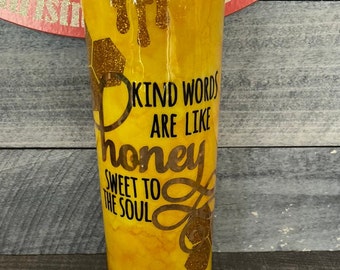 KIND WORDS
ARE LIKE
honey
SWEET TO
THE SOUL